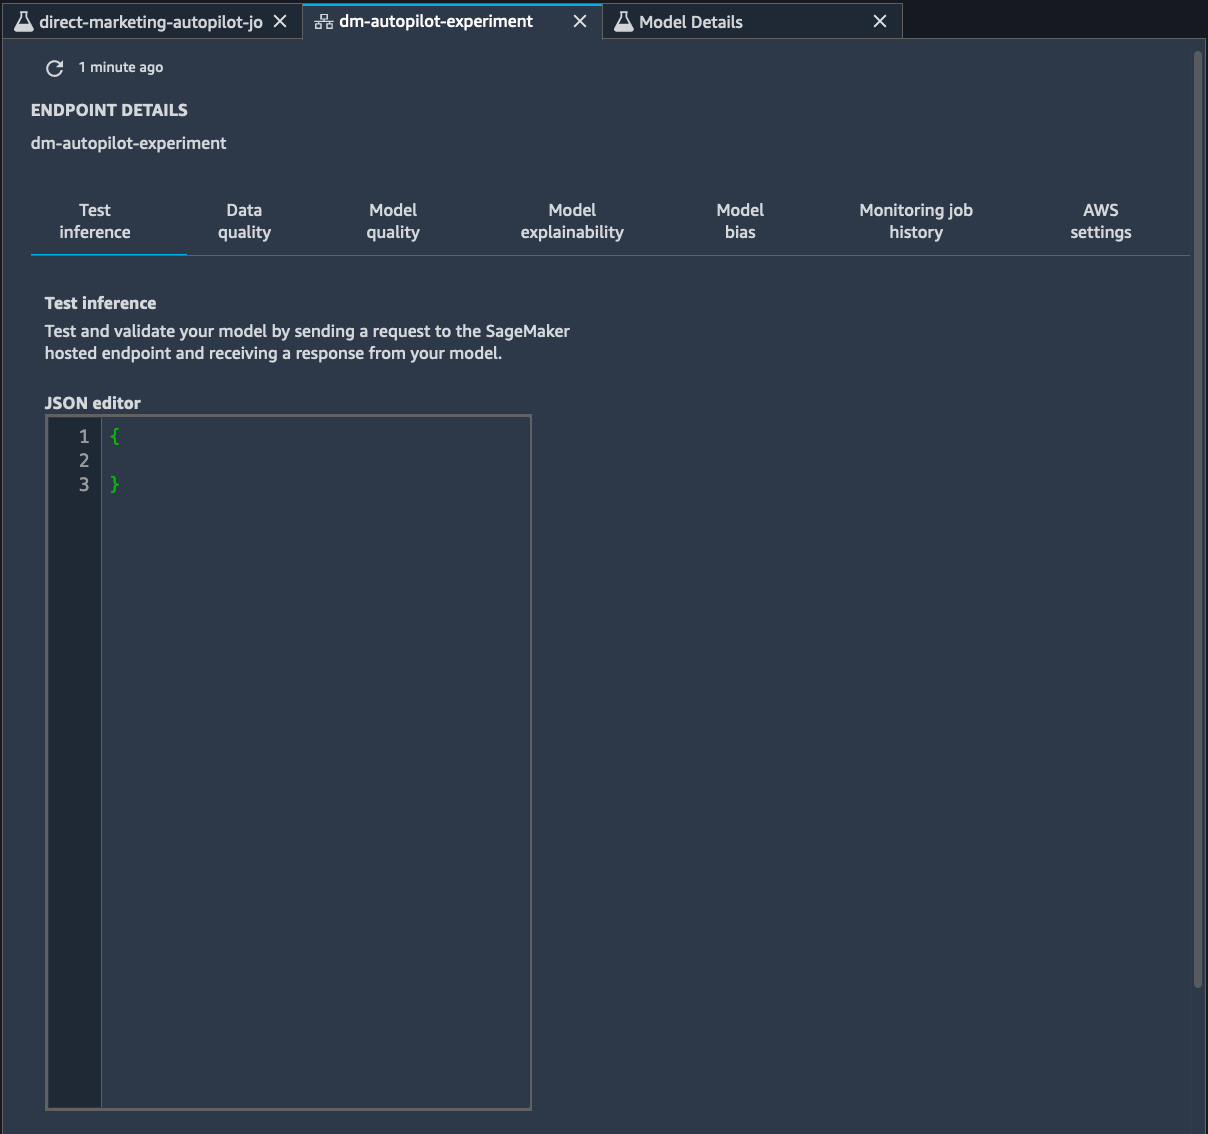 direct-marketing-autopilot-jo
dm-autopilot-experiment
Model Details
1 minute ago
ENDPOINT DETAILS
dm-autopilot-experiment
Test
inference
Data
quality
Model
quality
Model
explainability
Model
bias
Monitoring job
history
AWS
settings
Test inference
Test and validate your model by sending a request to the SageMaker
hosted endpoint and receiving a response from your model.
JSON editor
1 {
2
3 }